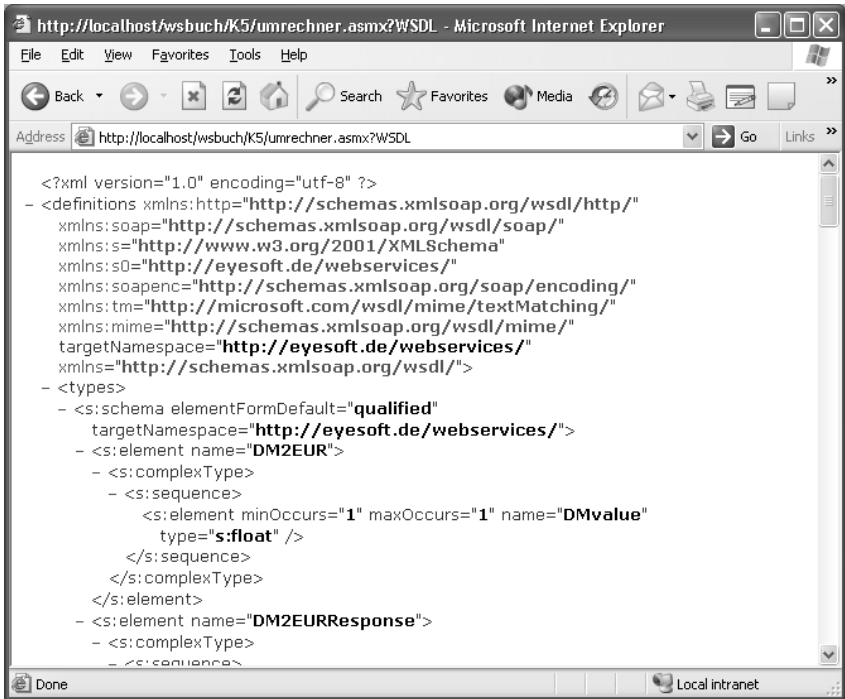 http://localhost/wsbuch/K5/umrechner.asmx?WSDL - Microsoft Internet Explorer
File Edit View Favorites Tools Help
Back Search Favorites Media »
Address http://localhost/wsbuch/K5/umrechner.asmx?WSDL Go Links »
<?xml version="1.0" encoding="utf-8" ?>
- <definitions xmlns:http="http://schemas.xmlsoap.org/wsdl/http/"
xmlns:soap="http://schemas.xmlsoap.org/wsdl/soap/"
xmlns:s="http://www.w3.org/2001/XMLSchema"
xmlns:s0="http://eyesoft.de/webservices/"
xmlns:soapenc="http://schemas.xmlsoap.org/soap/encoding/"
xmlns:tm="http://microsoft.com/wsdl/mime/textMatching/"
xmlns:mime="http://schemas.xmlsoap.org/wsdl/mime/"
targetNamespace="http://eyesoft.de/webservices/"
xmlns="http://schemas.xmlsoap.org/wsdl/">
- <types>
- <s:schema elementFormDefault="qualified"
targetNamespace="http://eyesoft.de/webservices/">
- <s:element name="DM2EUR">
- <s:complexType>
- <s:sequence>
<s:element minOccurs="1" maxOccurs="1" name="DMvalue"
type="s:float" />
</s:sequence>
</s:complexType>
</s:element>
- <s:element name="DM2EURResponse">
- <s:complexType>
- <s:sequence>
Done Local intranet